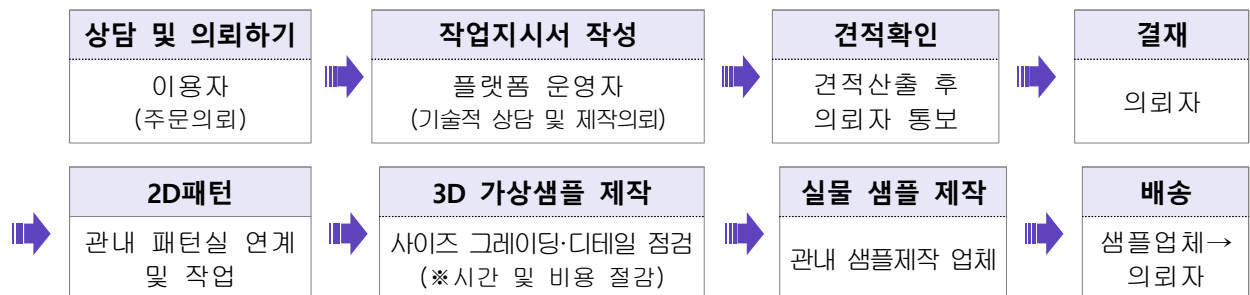 상담 및 의뢰하기
이용자
(주문의뢰)
작업지시서 작성
플랫폼 운영자
(기술적 상담 및 제작의뢰)
견적확인
견적산출 후
의뢰자 통보
결재
의뢰자
2D패턴
관내 패턴실 연계
및 작업
3D 가상샘플 제작
사이즈 그레이딩·디테일 점검
(※시간 및 비용 절감)
실물 샘플 제작
관내 샘플제작 업체
배송
샘플업체→
의뢰자